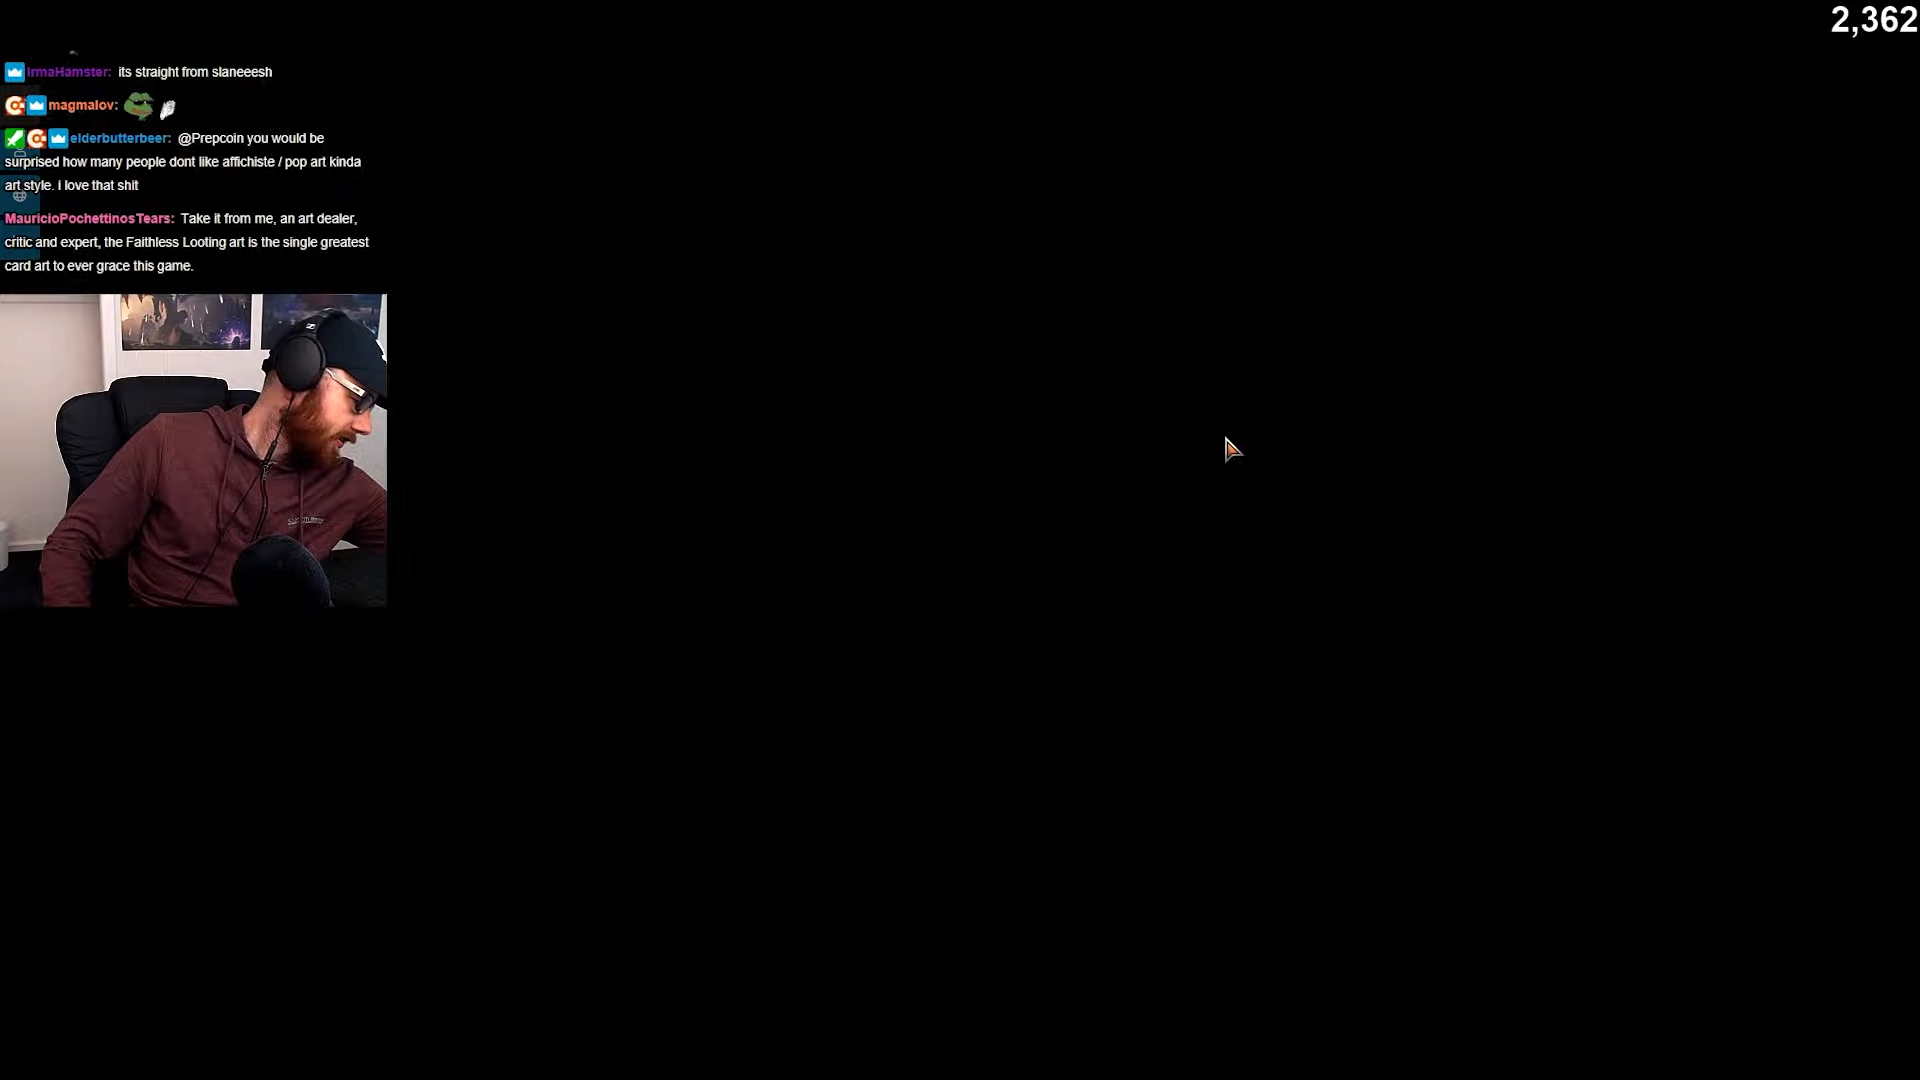 2,362
IrmaHamster: its straight from slaneeesh
magmalov:
elderbutterbeer: @Prepcoin you would be
surprised how many people dont like affichiste / pop art kinda
art style. i love that shit
MauricioPochettinosTears: Take it from me, an art dealer,
critic and expert, the Faithless Looting art is the single greatest
card art to ever grace this game.